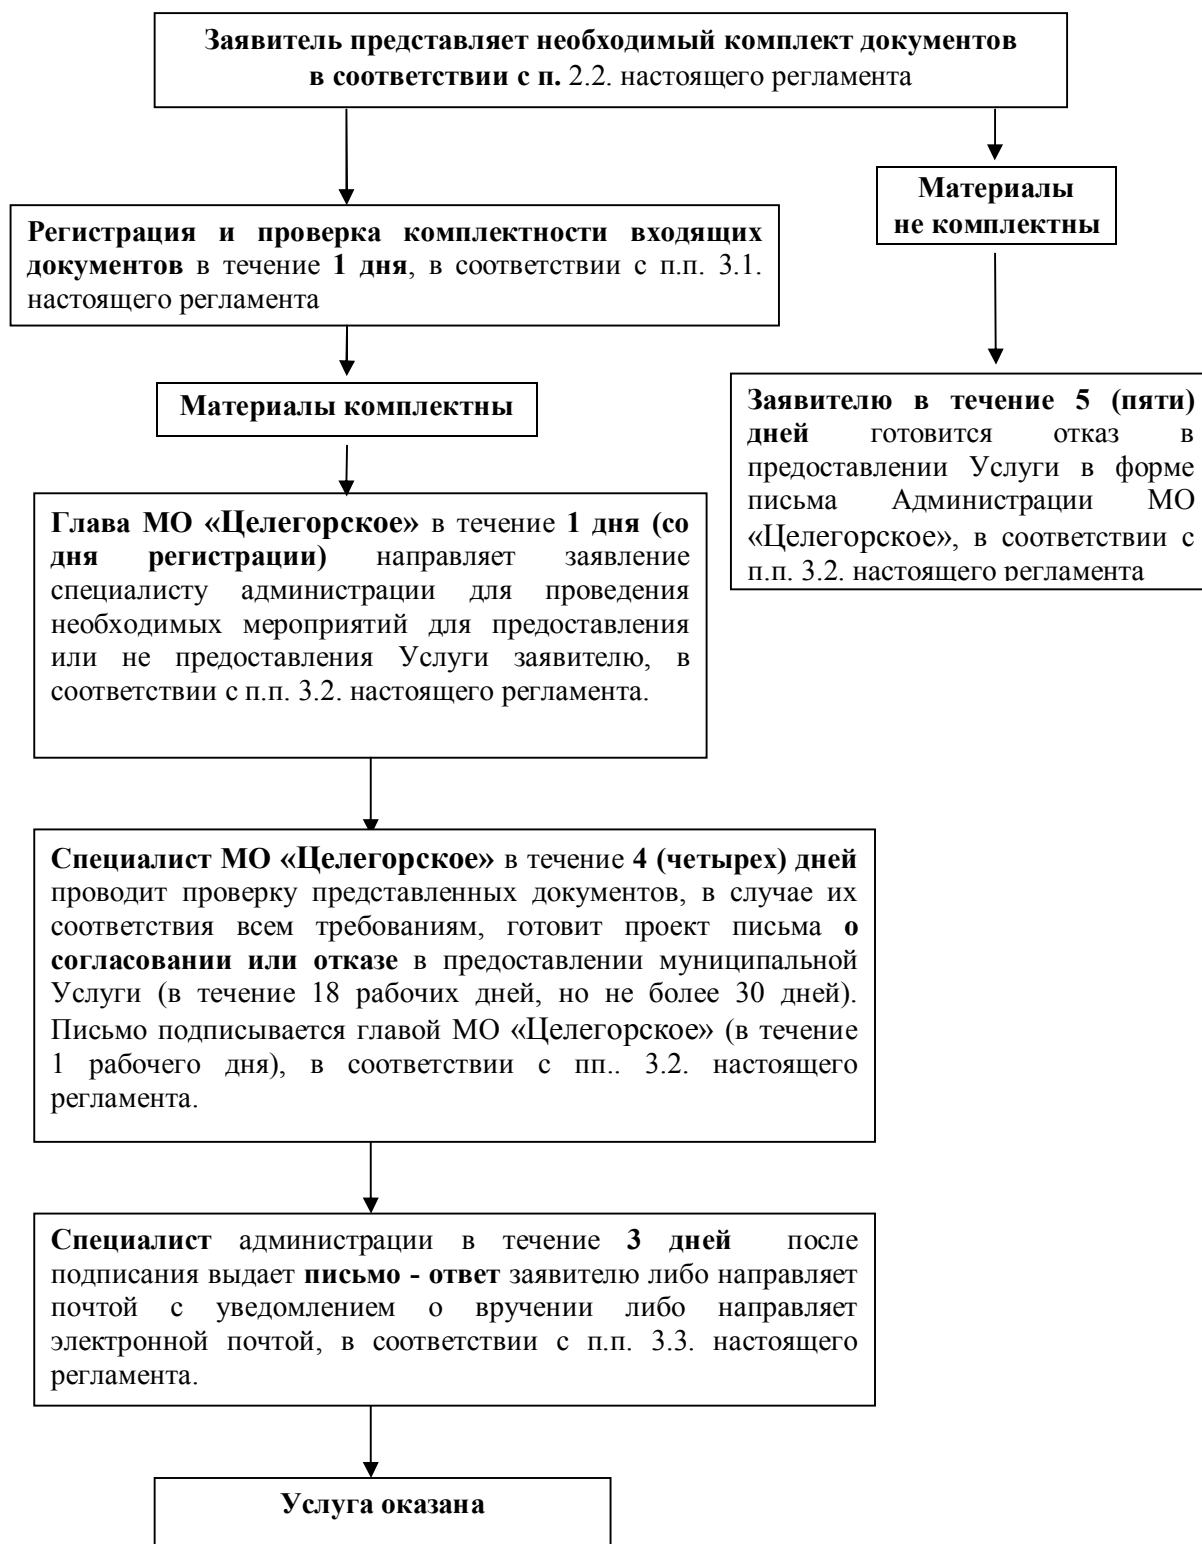 Заявитель представляет необходимый комплект документов
в соответствии с п. 2.2. настоящего регламента
Материалы
не комплектны
Регистрация и проверка комплектности входящих
документов в течение 1 дня, в соответствии с п.п. 3.1.
настоящего регламента
Материалы комплектны
Заявителю в течение 5 (пяти)
дней готовится отказ в
предоставлении Услуги в форме
письма Администрации МО
«Целегорское», в соответствии с
п.п. 3.2. настоящего регламента
Глава МО «Целегорское» в течение 1 дня (со
дня регистрации) направляет заявление
специалисту администрации для проведения
необходимых мероприятий для предоставления
или не предоставления Услуги заявителю, в
соответствии с п.п. 3.2. настоящего регламента.
Специалист МО «Целегорское» в течение 4 (четырех) дней
проводит проверку представленных документов, в случае их
соответствия всем требованиям, готовит проект письма о
согласовании или отказе в предоставлении муниципальной
Услуги (в течение 18 рабочих дней, но не более 30 дней).
Письмо подписывается главой МО «Целегорское» (в течение
1 рабочего дня), в соответствии с пп.. 3.2. настоящего
регламента.
Специалист администрации в течение 3 дней после
подписания выдает письмо - ответ заявителю либо направляет
почтой с уведомлением о вручении либо направляет
электронной почтой, в соответствии с п.п. 3.3. настоящего
регламента.
Услуга оказана